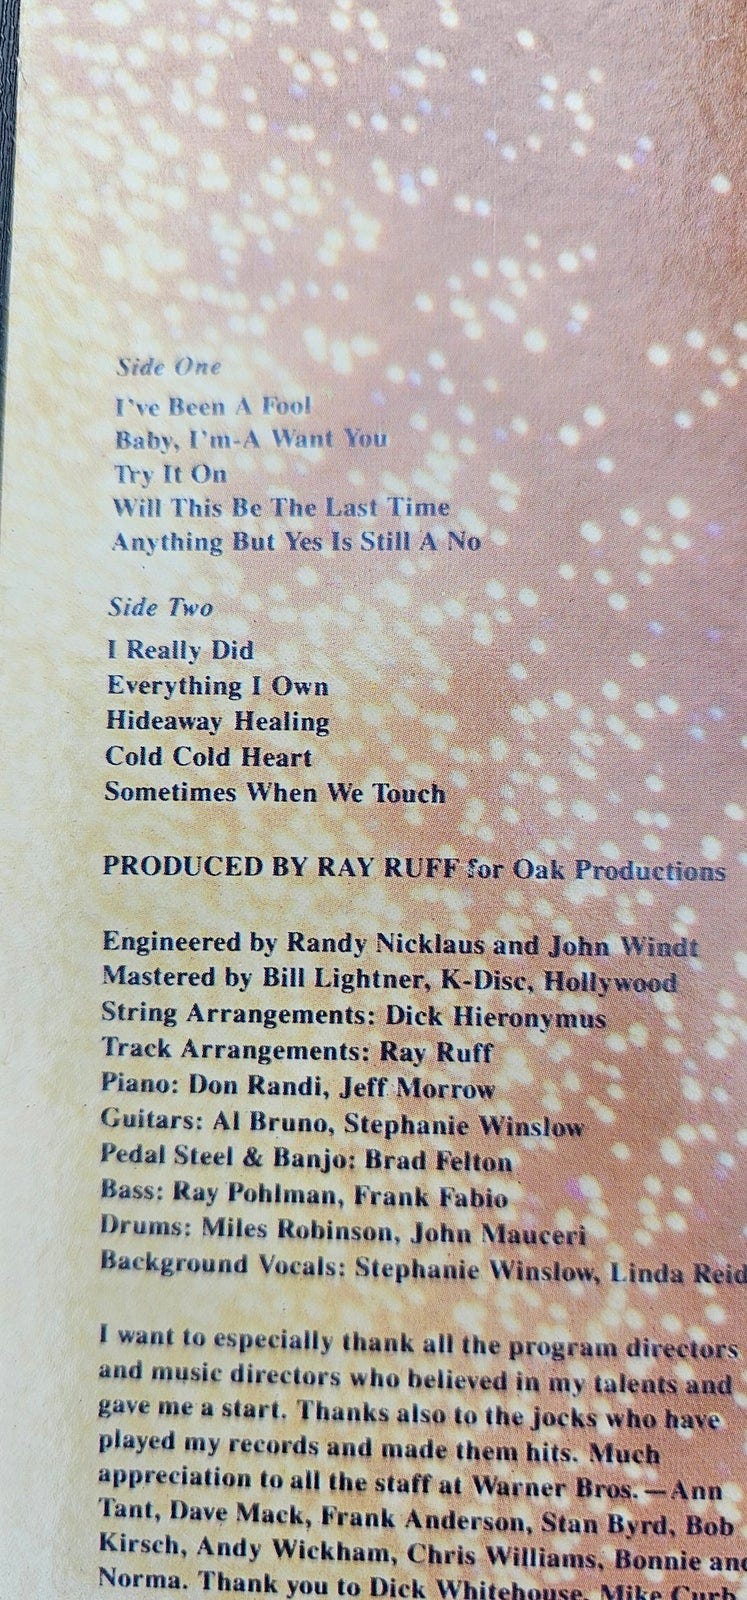 Side One
I've Been A Fool
Baby, I'm-A Want You
Try It On
Will This Be The Last Time
Anything But Yes Is Still A No
Side Two
I Really Did
Everything I Own
Hideaway Healing
Cold Cold Heart
Sometimes When We Touch
PRODUCED BY RAY RUFF for Oak Productions
Engineered by Randy Nicklaus and John Windt
Mastered by Bill Lightner, K-Disc, Hollywood
String Arrangements: Dick Hieronymus
Track Arrangements: Ray Ruff
Piano: Don Randi, Jeff Morrow
Guitars: Al Bruno, Stephanie Winslow
Pedal Steel & Banjo: Brad Felton
Bass: Ray Pohlman, Frank Fabio
Drums: Miles Robinson, John Mauceri
Background Vocals: Stephanie Winslow, Linda Reid
I want to especially thank all the program directors
and music directors who believed in my talents and
gave me a start. Thanks also to the jocks who have
played my records and made them hits. Much
appreciation to all the staff at Warner Bros.—Ann
Tant, Dave Mack, Frank Anderson, Stan Byrd, Bob
Kirsch, Andy Wickham, Chris Williams, Bonnie and
Norma. Thank you to Dick Whitehouse, Mike Curb